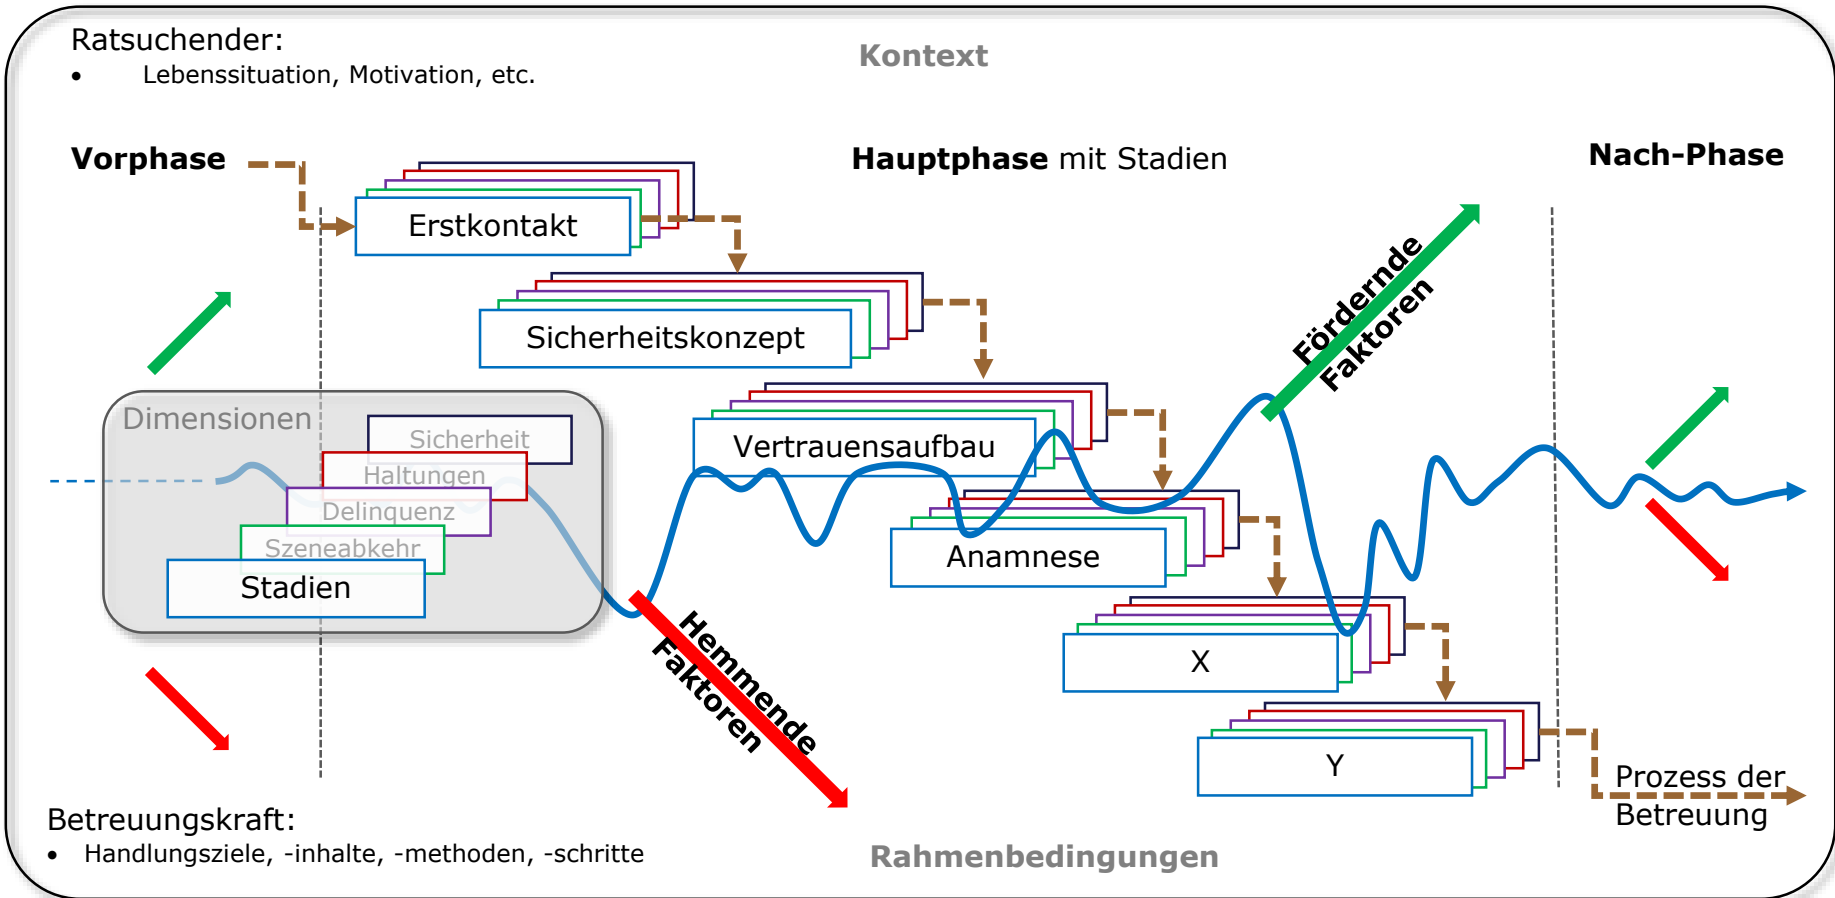 Ratsuchender:
• Lebenssituation, Motivation, etc.
Kontext
Vorphase
Hauptphase mit Stadien
Nach-Phase
Erstkontakt
Sicherheitskonzept
Vertrauensaufbau
Anamnese
X
Y
Fördernde
Faktoren
Dimensionen
Sicherheit
Haltungen
Delinquenz
Szeneabkehr
Stadien
Hemmende
Faktoren
Prozess der
Betreuung
Betreuungskraft:
• Handlungsziele, -inhalte, -methoden, -schritte
Rahmenbedingungen